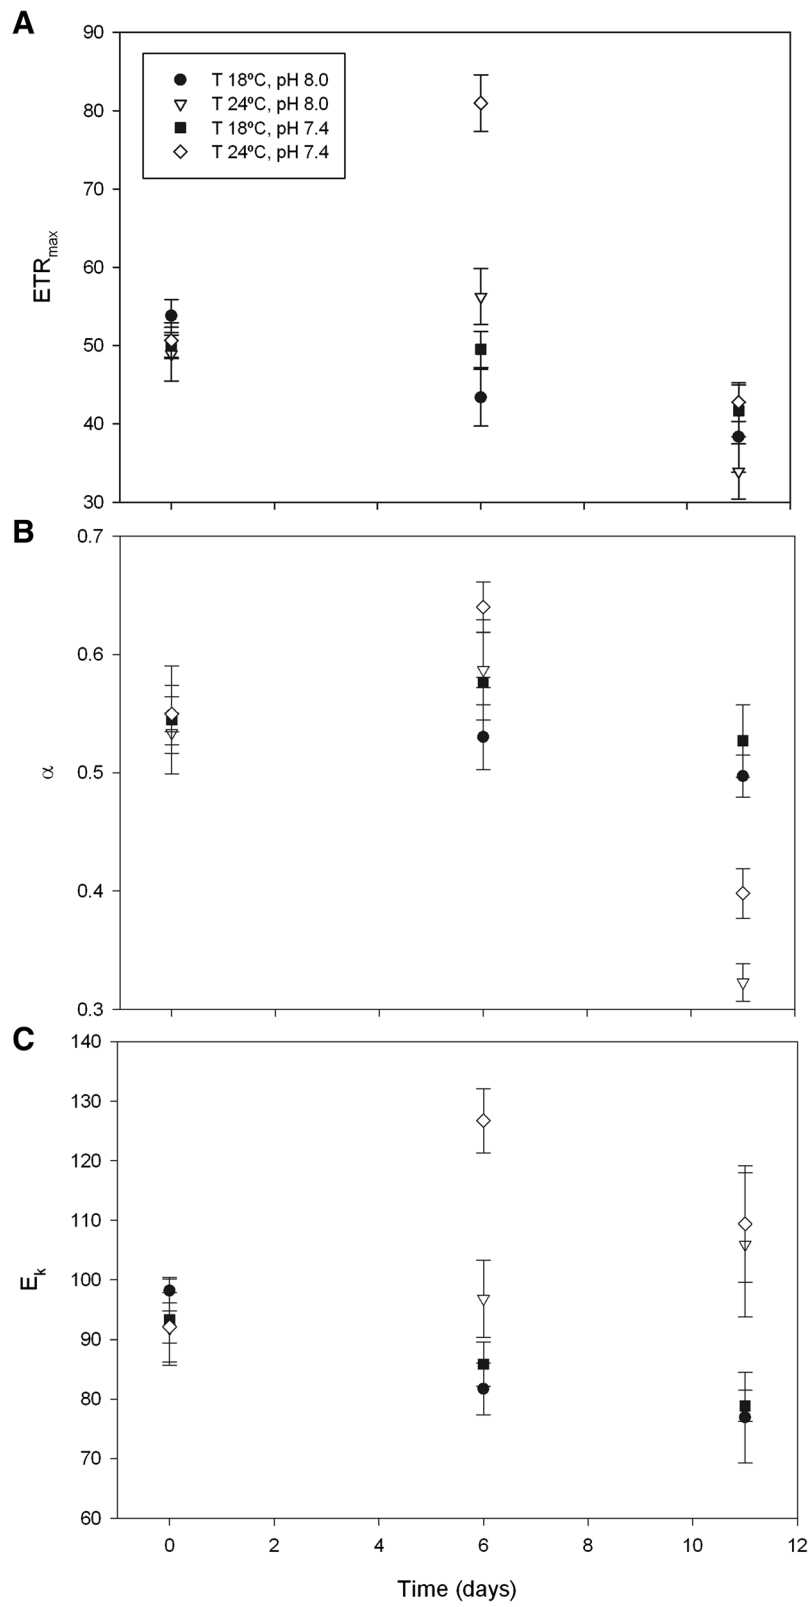 A
90
80
70
60
50
40
30
ETRmax
T 18ºC, pH 8.0
T 24ºC, pH 8.0
T 18ºC, pH 7.4
T 24ºC, pH 7.4
B
0.7
0.6
0.5
0.4
0.3
α
C
140
130
120
110
100
90
80
70
60
Ek
0 2 4 6 8 10 12
Time (days)